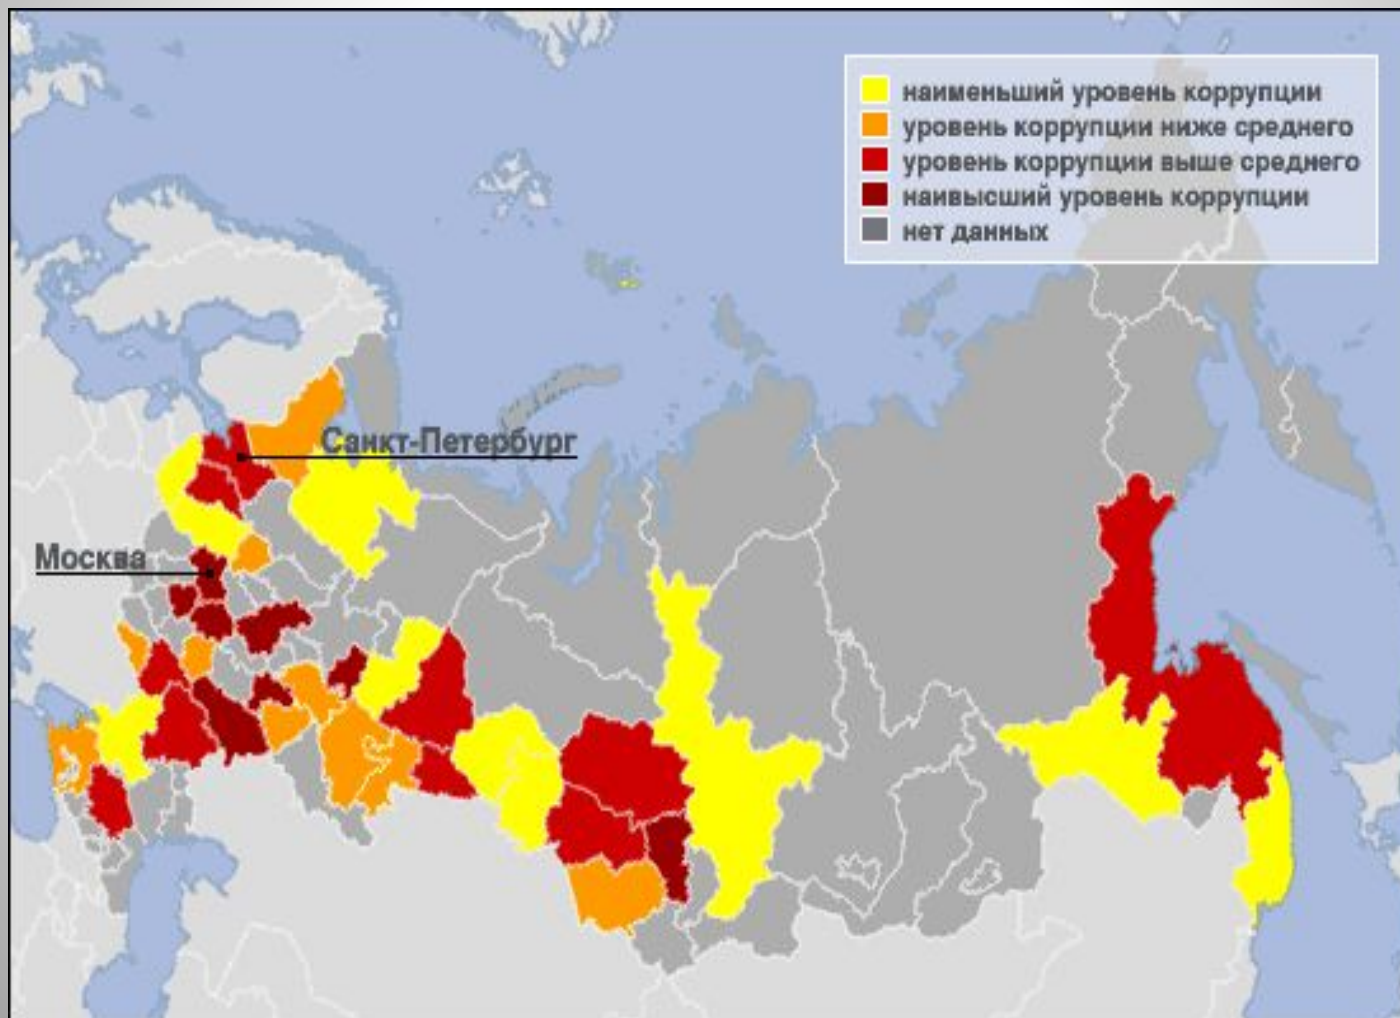 наименьший уровень коррупции
уровень коррупции ниже среднего
уровень коррупции выше среднего
наивысший уровень коррупции
нет данных
Санкт-Петербург
Москва